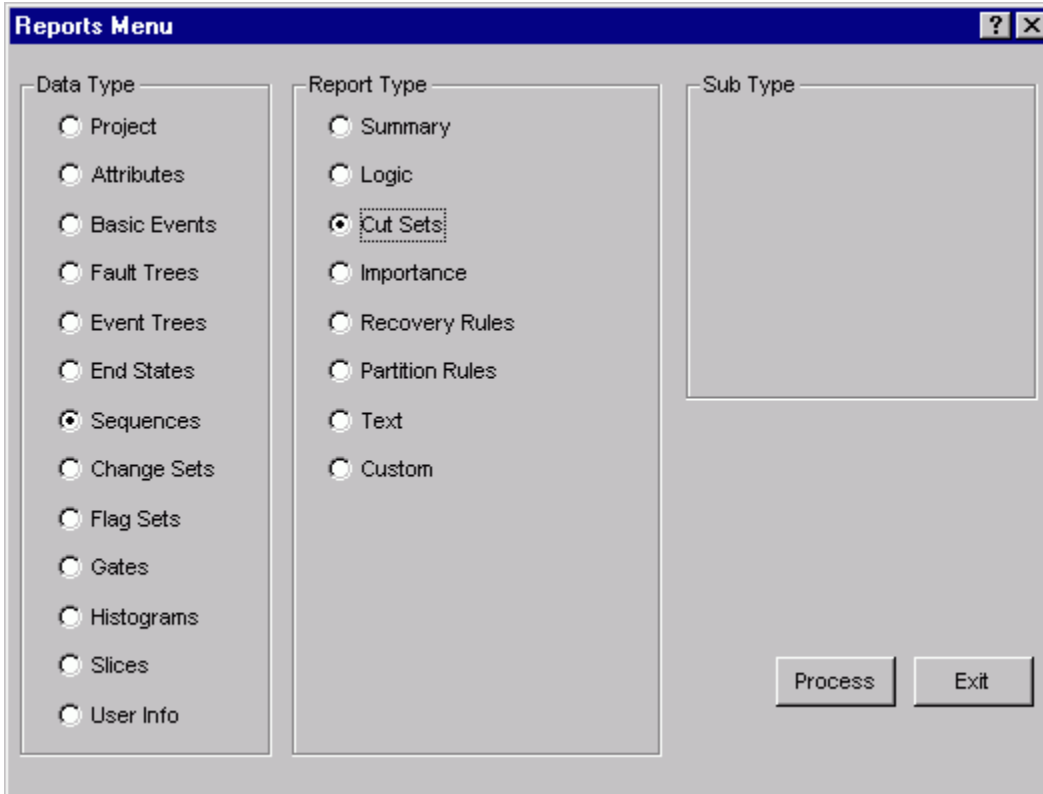 Reports Menu
Data Type
Project
Attributes
Basic Events
Fault Trees
Event Trees
End States
Sequences
Change Sets
Flag Sets
Gates
Histograms
Slices
User Info
Report Type
Summary
Logic
Cut Sets
Importance
Recovery Rules
Partition Rules
Text
Custom
Sub Type
Process
Exit